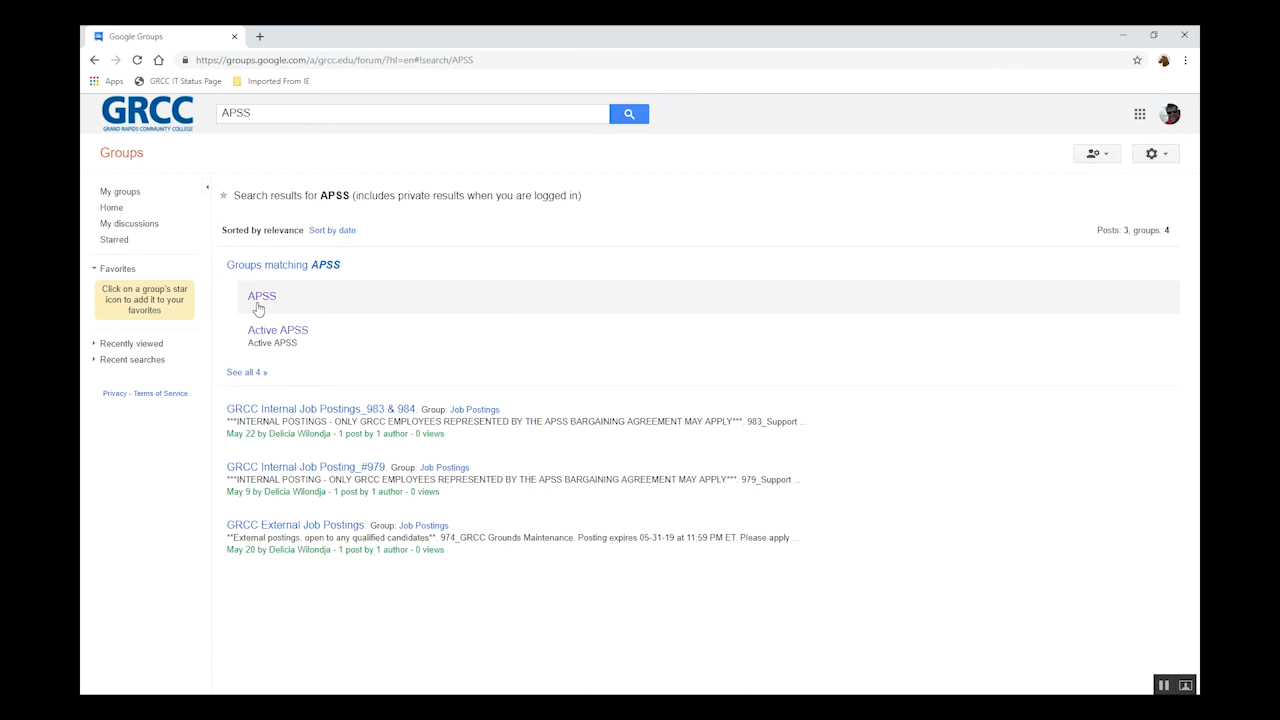 Google Groups
https://groups.google.com/a/grcc.edu/forum/?hl=en#!search/APSS
Apps GRCC IT Status Page Imported From IE
GRCC
GRAND RAPIDS COMMUNITY COLLEGE
APSS
Groups
My groups
Home
My discussions
Starred
Favorites
Click on a group's star
icon to add it to your
favorites
Recently viewed
Recent searches
Privacy - Terms of Service
Search results for APSS (includes private results when you are logged in)
Sorted by relevance Sort by date
Posts: 3, groups: 4
Groups matching APSS
APSS
Active APSS
Active APSS
See all 4 »
GRCC Internal Job Postings_983 & 984. Group: Job Postings
***INTERNAL POSTINGS - ONLY GRCC EMPLOYEES REPRESENTED BY THE APSS BARGAINING AGREEMENT MAY APPLY***. 983_Support ...
May 22 by Delicia Wilondja - 1 post by 1 author - 0 views
GRCC Internal Job Posting_#979. Group: Job Postings
***INTERNAL POSTING - ONLY GRCC EMPLOYEES REPRESENTED BY THE APSS BARGAINING AGREEMENT MAY APPLY***. 979_Support ...
May 9 by Delicia Wilondja - 1 post by 1 author - 0 views
GRCC External Job Postings. Group: Job Postings
**External postings, open to any qualified candidates**. 974_GRCC Grounds Maintenance. Posting expires 05-31-19 at 11:59 PM ET. Please apply ...
May 20 by Delicia Wilondja - 1 post by 1 author - 0 views